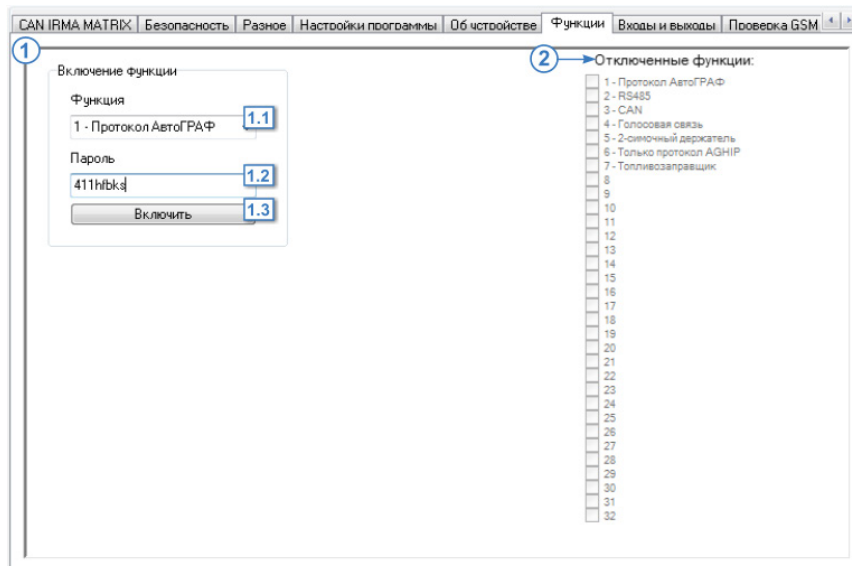 CAN IRMA MATRIX Безопасность Разное Настройки программы Об устройстве Функции Входы и выходы Проверка GSM
1
Включение функции
Функция
1 - Протокол АвтоГРАФ
1.1
Пароль
411hfbks
1.2
Включить
1.3
2
Отключенные функции:
1 - Протокол АвтоГРАФ
2 - RS485
3 - CAN
4 - Голосовая связь
5 - 2-симочный держатель
6 - Только протокол AGHIP
7 - Топливозаправщик
8
9
10
11
12
13
14
15
16
17
18
19
20
21
22
23
24
25
26
27
28
29
30
31
32